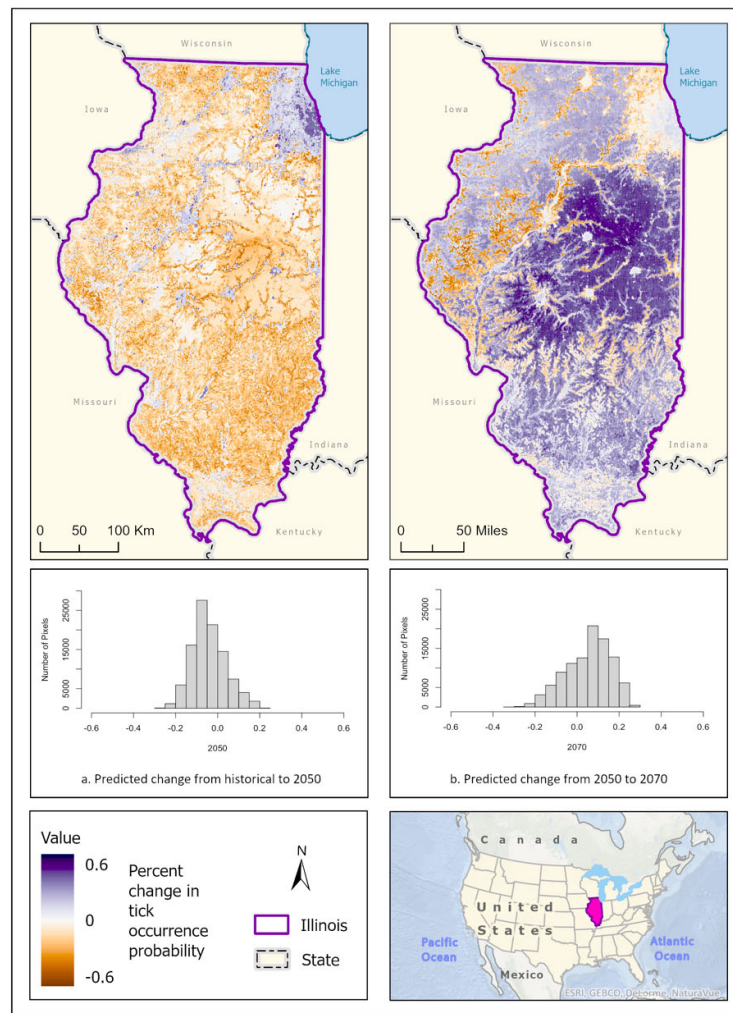 Wisconsin
Lake
Michigan
Iowa
Missouri
Indiana
Kentucky
0 50 100 Km
Wisconsin
Lake
Michigan
Iowa
Missouri
Indiana
Kentucky
0 50 Miles
Number of Pixels
25000
15000
5000
0
-0.6 -0.4 -0.2 0.0 0.2 0.4 0.6
2050
a. Predicted change from historical to 2050
Number of Pixels
25000
15000
5000
0
-0.6 -0.4 -0.2 0.0 0.2 0.4 0.6
2070
b. Predicted change from 2050 to 2070
Value
0.6
0
-0.6
Percent
change in
tick
occurrence
probability
N
Illinois
State
Canada
United
States
Pacific
Ocean
Atlantic
Ocean
Mexico
ESRI, GEBCO, DeLorme, NaturaVue